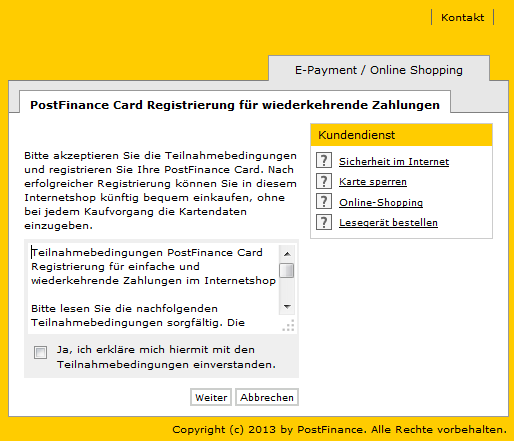 Kontakt
E-Payment / Online Shopping
PostFinance Card Registrierung für wiederkehrende Zahlungen
Bitte akzeptieren Sie die Teilnahmebedingungen
und registrieren Sie Ihre PostFinance Card. Nach
erfolgreicher Registrierung können Sie in diesem
Internetshop künftig bequem einkaufen, ohne
bei jedem Kaufvorgang die Kartendaten
einzugeben.
Teilnahmebedingungen PostFinance Card
Registrierung für einfache und
wiederkehrende Zahlungen im Internetshop
Bitte lesen Sie die nachfolgenden
Teilnahmebedingungen sorgfältig. Die
Ja, ich erkläre mich hiermit mit den
Teilnahmebedingungen einverstanden.
Weiter Abbrechen
Kundendienst
? Sicherheit im Internet
? Karte sperren
? Online-Shopping
? Lesegerät bestellen
Copyright (c) 2013 by PostFinance. Alle Rechte vorbehalten.